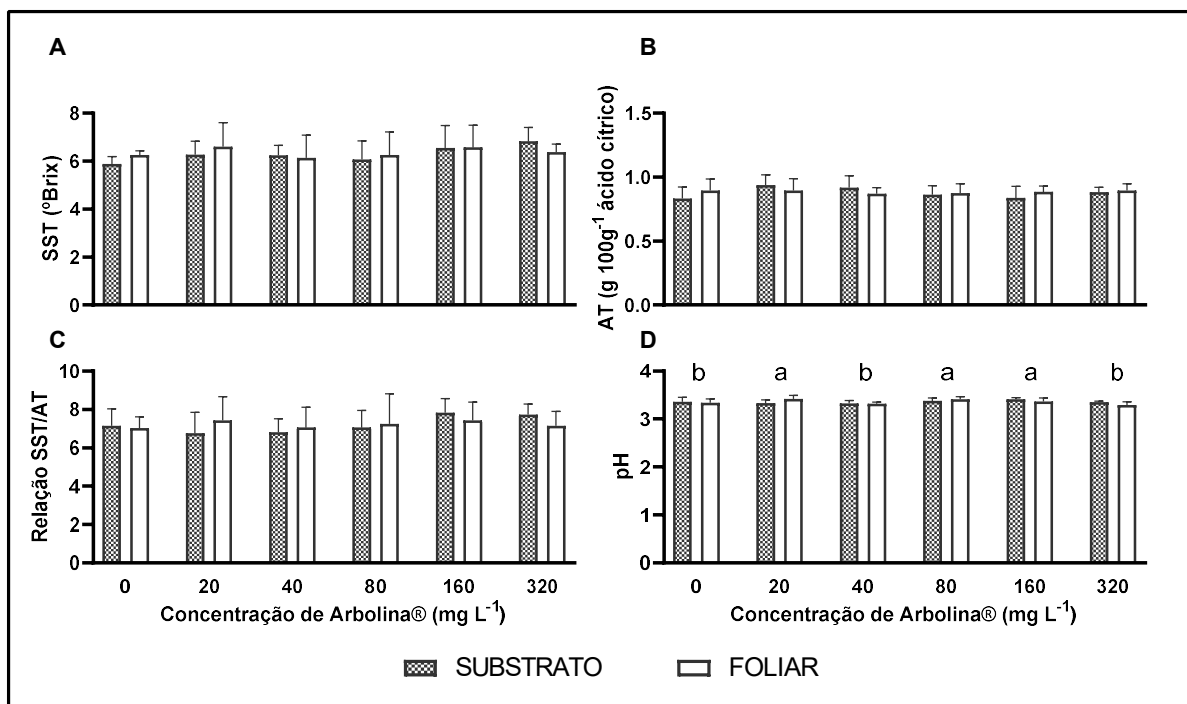 A
SST (ºBrix)
8
6
4
2
0
B
AT (g 100g⁻¹ ácido cítrico)
1.5
1.0
0.5
0.0
C
Relação SST/AT
10
8
6
4
2
0
0 20 40 80 160 320
Concentração de Arbolina® (mg L⁻¹)
D
pH
4
3
2
1
0
b a b a a b
0 20 40 80 160 320
Concentração de Arbolina® (mg L⁻¹)
SUBSTRATO FOLIAR